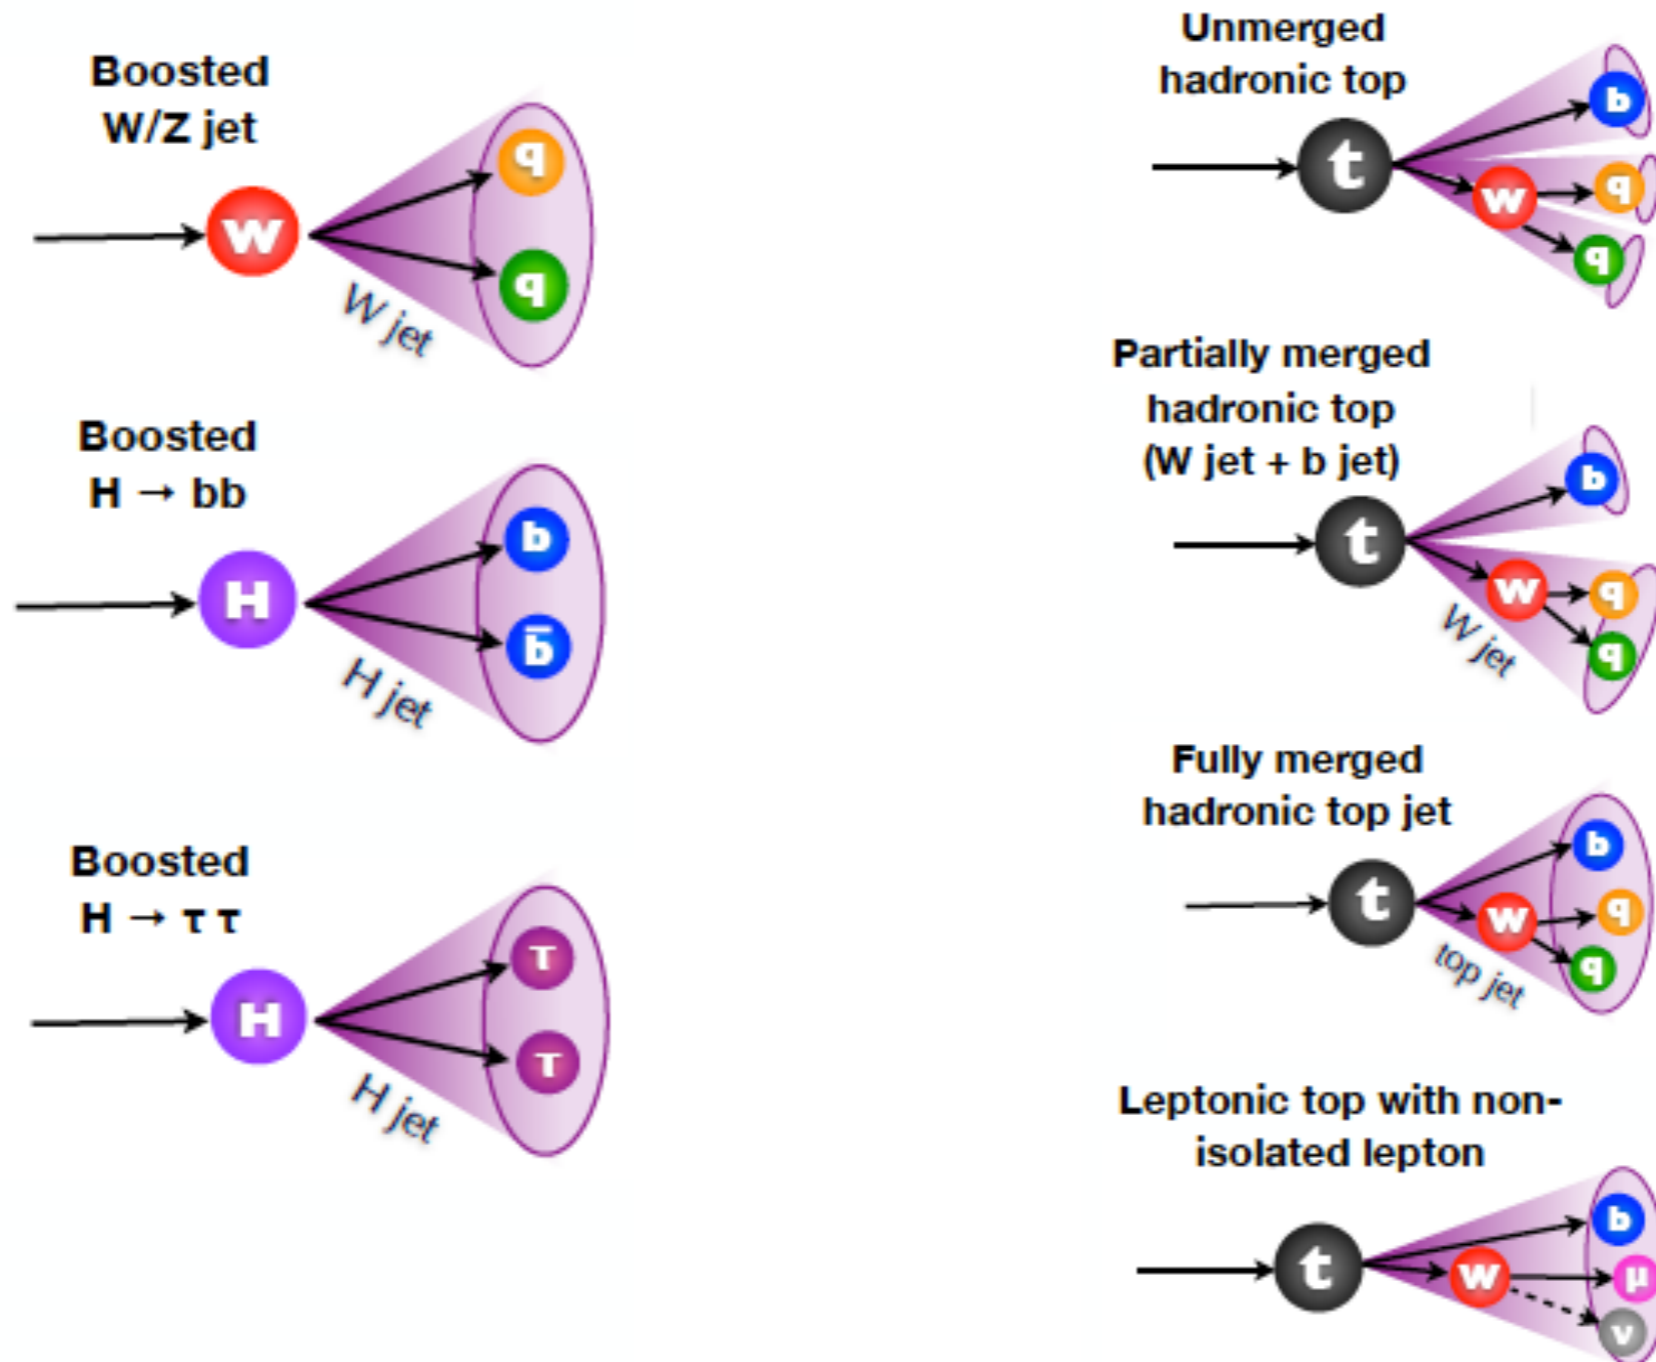 Boosted
W/Z jet
W
q
q
W jet
Boosted
H → bb
H
b
b̄
H jet
Boosted
H → τ τ
H
τ
τ
H jet
Unmerged
hadronic top
t
b
W
q
q
Partially merged
hadronic top
(W jet + b jet)
t
b
W
q
q
W jet
Fully merged
hadronic top jet
t
b
W
q
q
top jet
Leptonic top with non-
isolated lepton
t
b
W
μ
ν